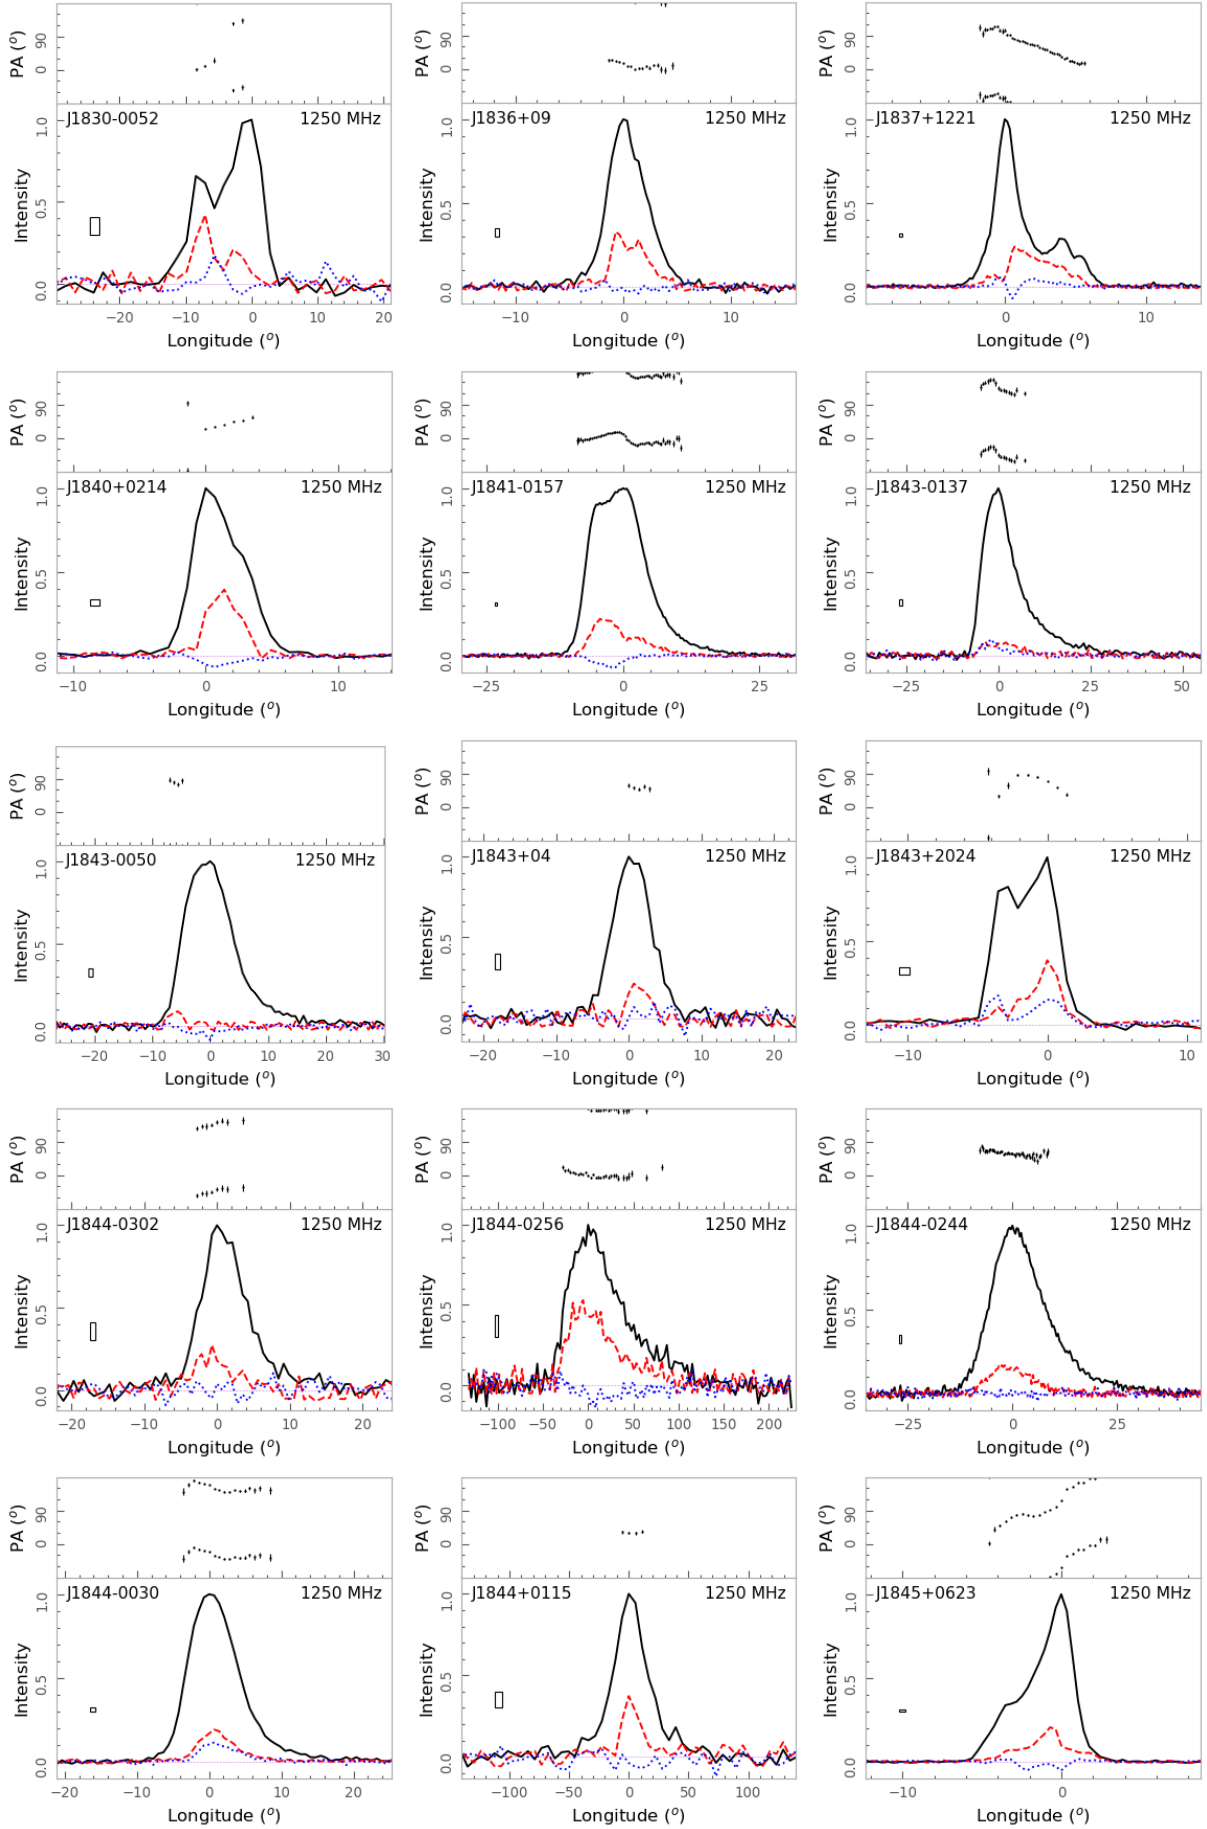 PA (°)
90
0
J1830-0052 1250 MHz
Intensity
1.0
0.5
0.0
−20 −10 0 10 20
Longitude (°)
PA (°)
90
0
J1836+09 1250 MHz
Intensity
1.0
0.5
0.0
−10 0 10
Longitude (°)
PA (°)
90
0
J1837+1221 1250 MHz
Intensity
1.0
0.5
0.0
0 10
Longitude (°)
PA (°)
90
0
J1840+0214 1250 MHz
Intensity
1.0
0.5
0.0
−10 0 10
Longitude (°)
PA (°)
90
0
J1841-0157 1250 MHz
Intensity
1.0
0.5
0.0
−25 0 25
Longitude (°)
PA (°)
90
0
J1843-0137 1250 MHz
Intensity
1.0
0.5
0.0
−25 0 25 50
Longitude (°)
PA (°)
90
0
J1843-0050 1250 MHz
Intensity
1.0
0.5
0.0
−20 −10 0 10 20 30
Longitude (°)
PA (°)
90
0
J1843+04 1250 MHz
Intensity
1.0
0.5
0.0
−20 −10 0 10 20
Longitude (°)
PA (°)
90
0
J1843+2024 1250 MHz
Intensity
1.0
0.5
0.0
−10 0 10
Longitude (°)
PA (°)
90
0
J1844-0302 1250 MHz
Intensity
1.0
0.5
0.0
−20 −10 0 10 20
Longitude (°)
PA (°)
90
0
J1844-0256 1250 MHz
Intensity
1.0
0.5
0.0
−100 −50 0 50 100 150 200
Longitude (°)
PA (°)
90
0
J1844-0244 1250 MHz
Intensity
1.0
0.5
0.0
−25 0 25
Longitude (°)
PA (°)
90
0
J1844-0030 1250 MHz
Intensity
1.0
0.5
0.0
−20 −10 0 10 20
Longitude (°)
PA (°)
90
0
J1844+0115 1250 MHz
Intensity
1.0
0.5
0.0
−100 −50 0 50 100
Longitude (°)
PA (°)
90
0
J1845+0623 1250 MHz
Intensity
1.0
0.5
0.0
−10 0
Longitude (°)